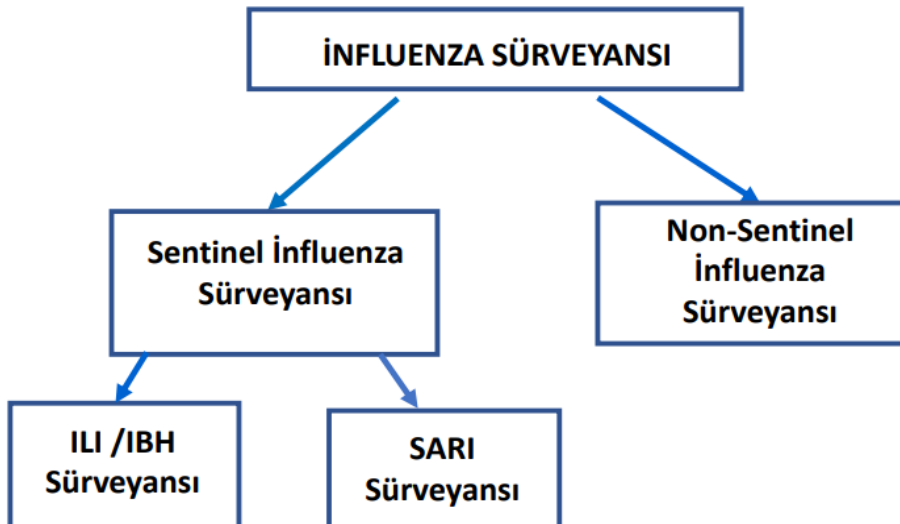 İNFLUENZA SÜRVEYANSI
Sentinel İnfluenza
Sürveyansı
Non-Sentinel
İnfluenza
Sürveyansı
ILI /IBH
Sürveyansı
SARI
Sürveyansı